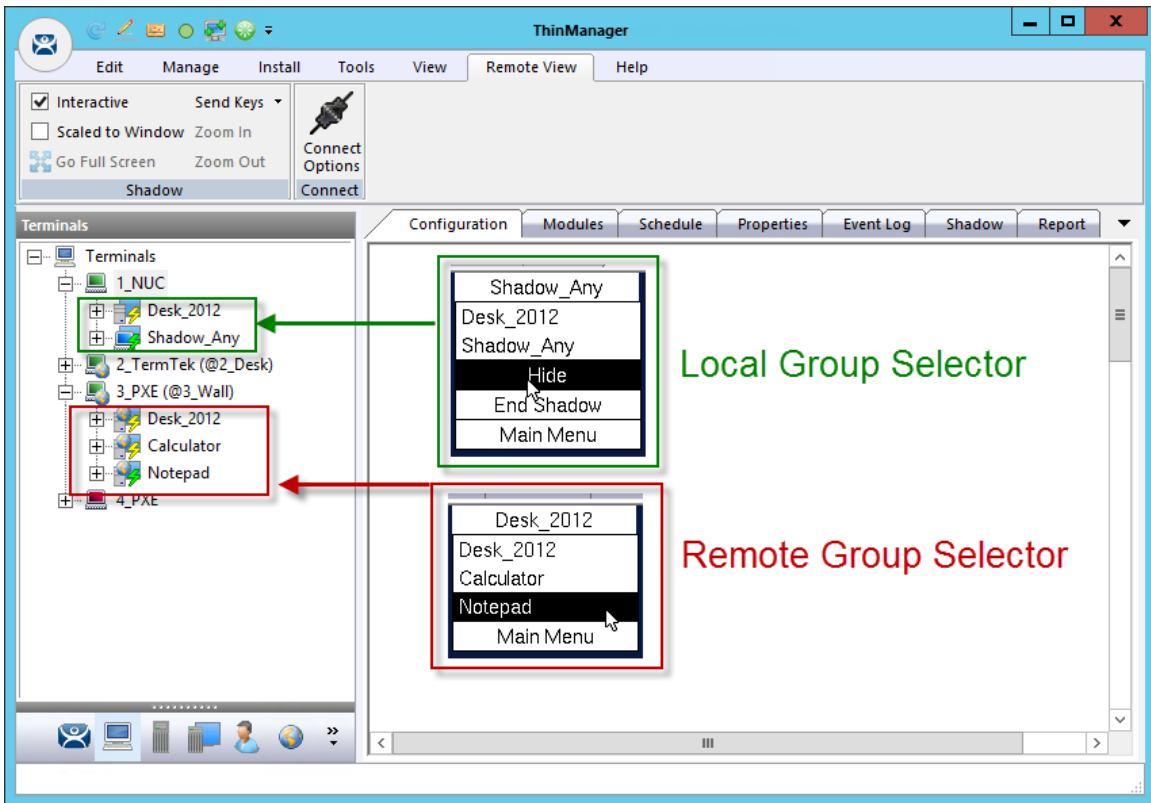 ThinManager
Edit Manage Install Tools View Remote View Help
Interactive Send Keys
Scaled to Window Zoom In
Go Full Screen Zoom Out
Connect
Options
Shadow Connect
Terminals
Configuration Modules Schedule Properties Event Log Shadow Report
Terminals
1_NUC
Desk_2012
Shadow_Any
2_TermTek (@2_Desk)
3_PXE (@3_Wall)
Desk_2012
Calculator
Notepad
4_PXE
Shadow_Any
Desk_2012
Shadow_Any
Hide
End Shadow
Main Menu
Local Group Selector
Desk_2012
Desk_2012
Calculator
Notepad
Main Menu
Remote Group Selector